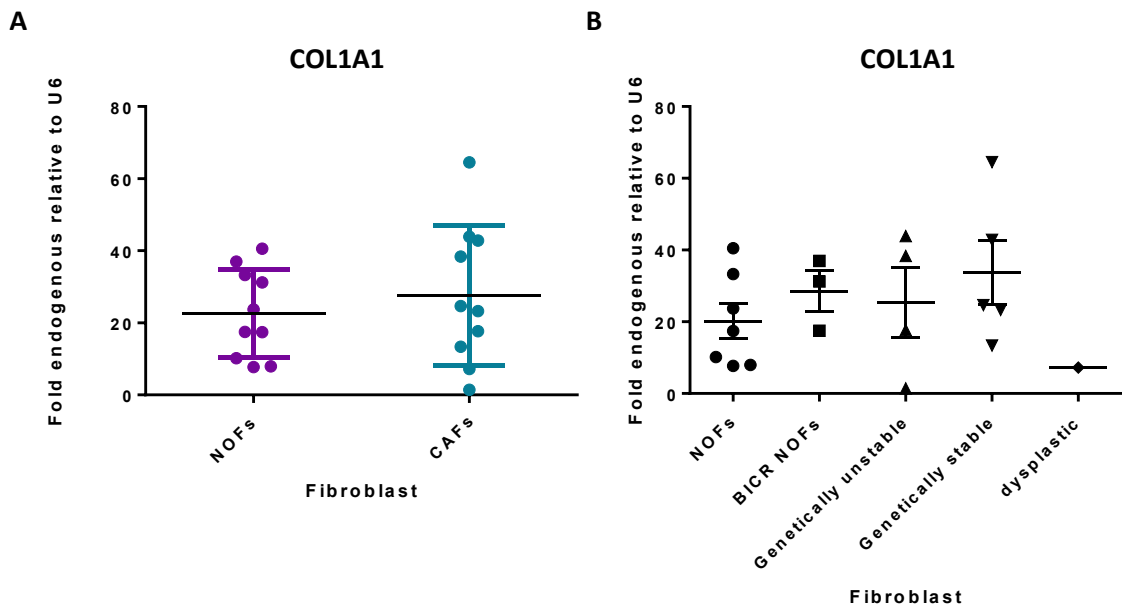 A
COL1A1
Fold endogenous relative to U6
80
60
40
20
0
NOFs
CAFs
Fibroblast
B
COL1A1
Fold endogenous relative to U6
80
60
40
20
0
NOFs
BICR NOFs
Genetically unstable
Genetically stable
dysplastic
Fibroblast